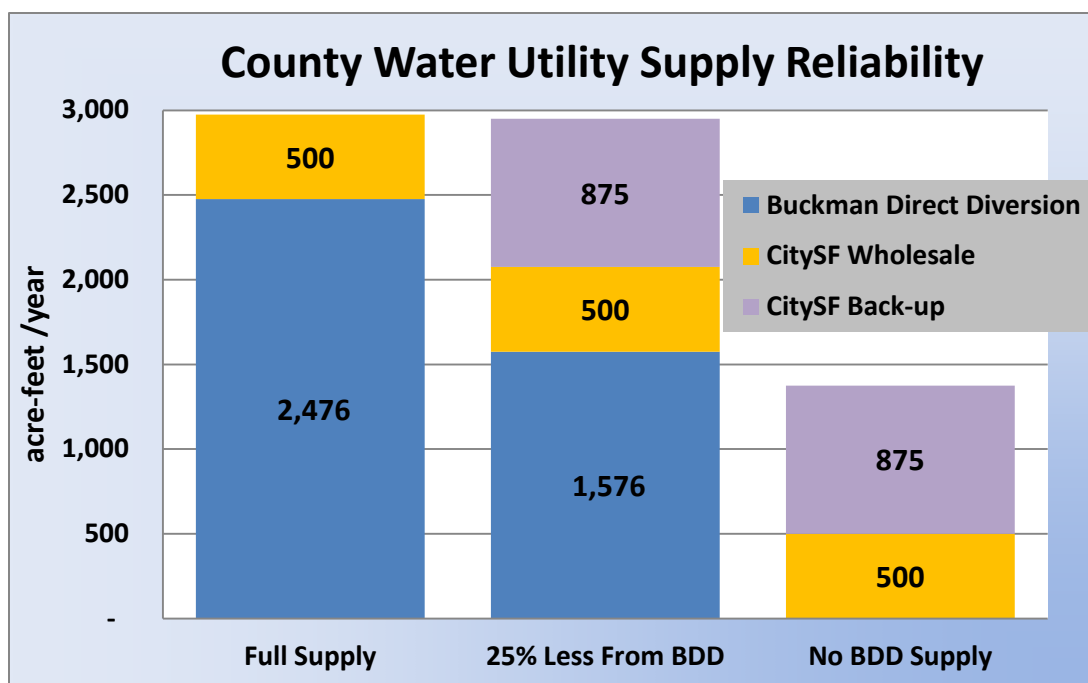 County Water Utility Supply Reliability
acre-feet /year
3,000
2,500
2,000
1,500
1,000
500
-
500
2,476
875
500
1,576
875
500
Buckman Direct Diversion
CitySF Wholesale
CitySF Back-up
Full Supply
25% Less From BDD
No BDD Supply